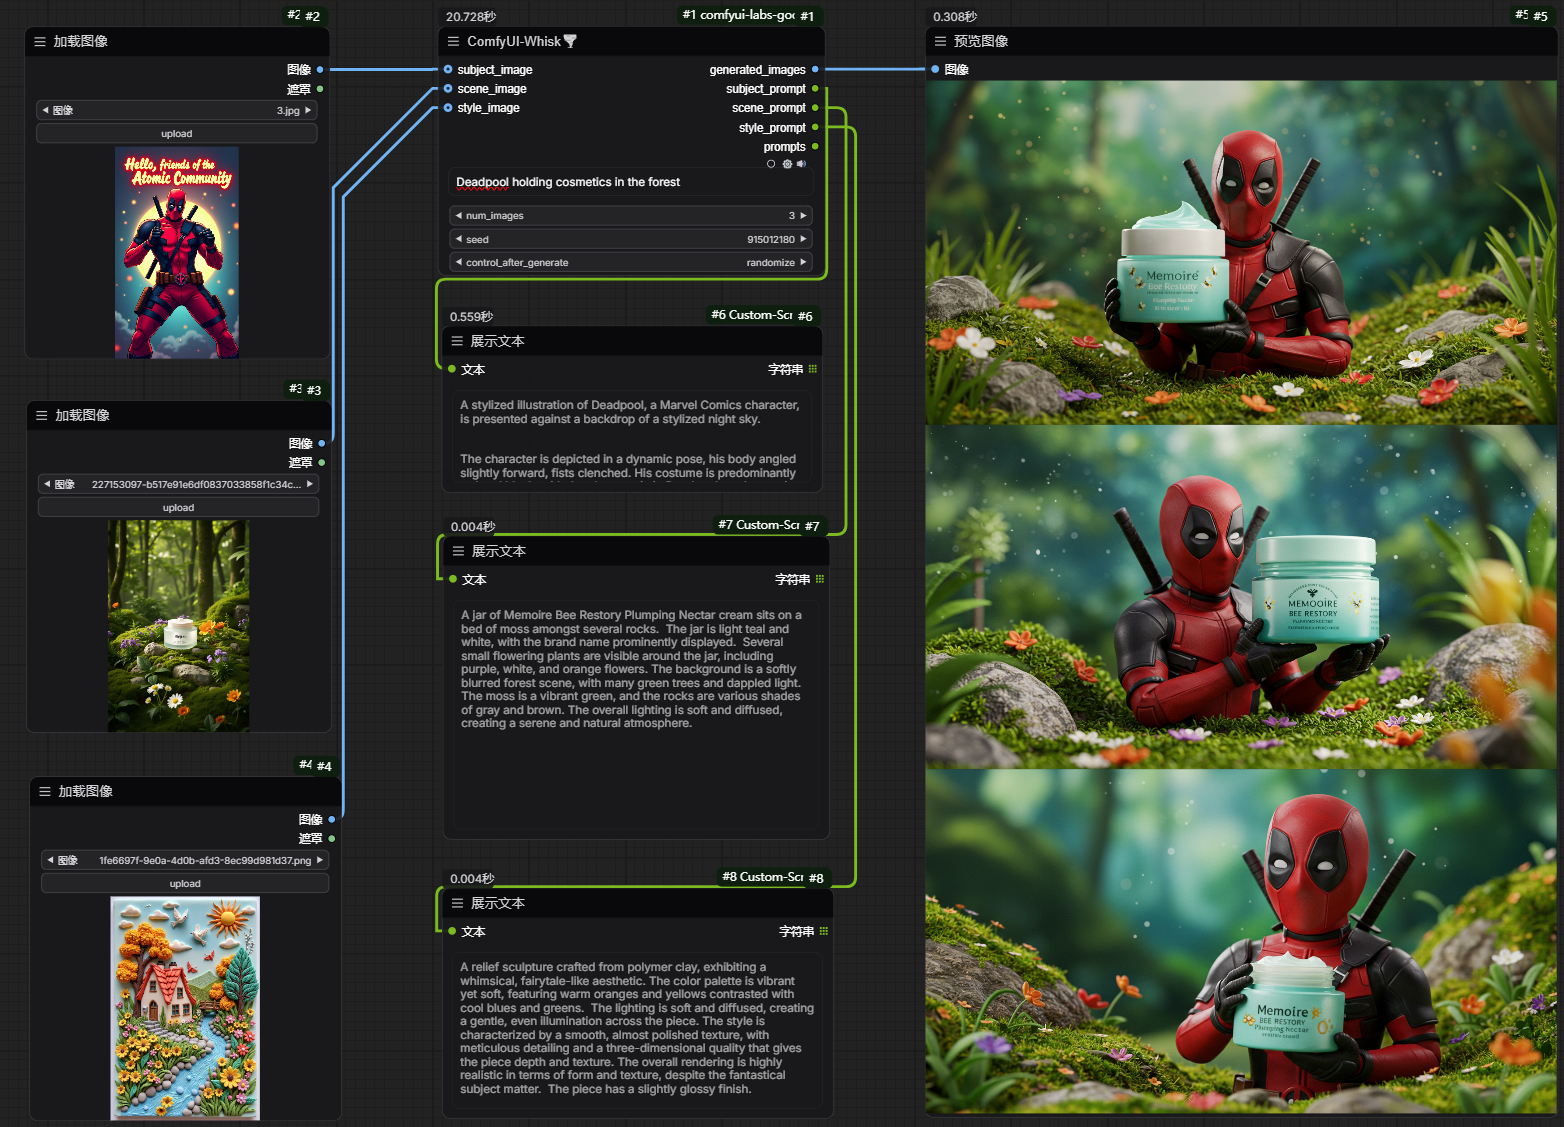 #2 #2
加载图像
图像
遮罩
图像 3.jpg
upload
Hello, friends of the
Atomic Community
#3 #3
加载图像
图像
遮罩
图像 227153097-b517e91e6df0837033858f1c34c...
upload
#4 #4
加载图像
图像
遮罩
图像 1fe6697f-9e0a-4d0b-afd3-8ec99d981d37.png
upload
20.728秒
#1 comfyui-labs-goc #1
ComfyUI-Whisk
subject_image generated_images
scene_image subject_prompt
style_image scene_prompt
style_prompt
prompts
Deadpool holding cosmetics in the forest
num_images 3
seed 915012180
control_after_generate randomize
0.559秒
#6 Custom-Scr #6
展示文本
文本 字符串
A stylized illustration of Deadpool, a Marvel Comics character,
is presented against a backdrop of a stylized night sky.
The character is depicted in a dynamic pose, his body angled
slightly forward, fists clenched. His costume is predominantly
0.004秒
#7 Custom-Scr #7
展示文本
文本 字符串
A jar of Memoire Bee Restory Plumping Nectar cream sits on a
bed of moss amongst several rocks.  The jar is light teal and
white, with the brand name prominently displayed.  Several
small flowering plants are visible around the jar, including
purple, white, and orange flowers. The background is a softly
blurred forest scene, with many green trees and dappled light.
The moss is a vibrant green, and the rocks are various shades
of gray and brown. The overall lighting is soft and diffused,
creating a serene and natural atmosphere.
0.004秒
#8 Custom-Scr #8
展示文本
文本 字符串
A relief sculpture crafted from polymer clay, exhibiting a
whimsical, fairytale-like aesthetic. The color palette is vibrant
yet soft, featuring warm oranges and yellows contrasted with
cool blues and greens.  The lighting is soft and diffused, creating
a gentle, even illumination across the piece. The style is
characterized by a smooth, almost polished texture, with
meticulous detailing and a three-dimensional quality that gives
the piece depth and texture. The overall rendering is highly
realistic in terms of form and texture, despite the fantastical
subject matter.  The piece has a slightly glossy finish.
0.308秒
#5 #5
预览图像
图像
Memoire
Bee Restory
Plumping Nectar
MEMOOIRE
BEE RESTORY
Memoire
BEE RESTORY
Plumping Nectar